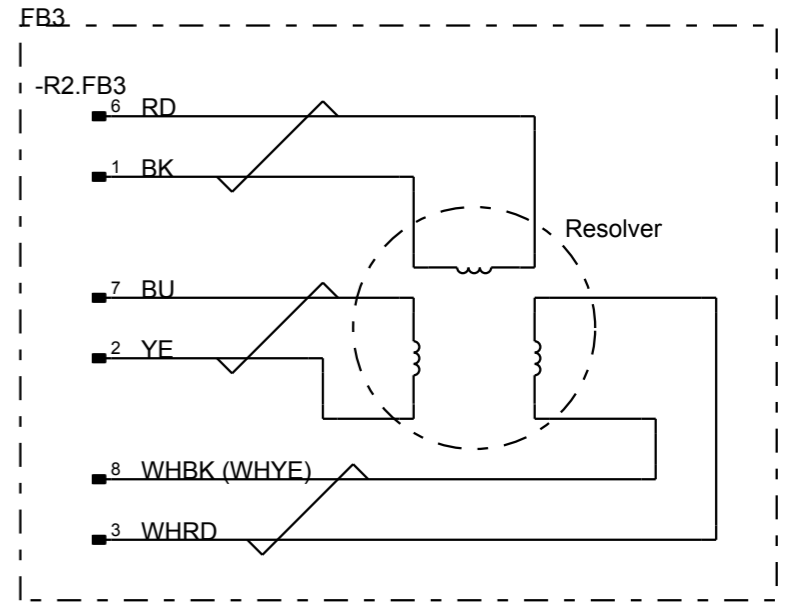 FB3
-R2.FB3
6 RD
1 BK
Resolver
7 BU
2 YE
8 WHBK (WHYE)
3 WHRD